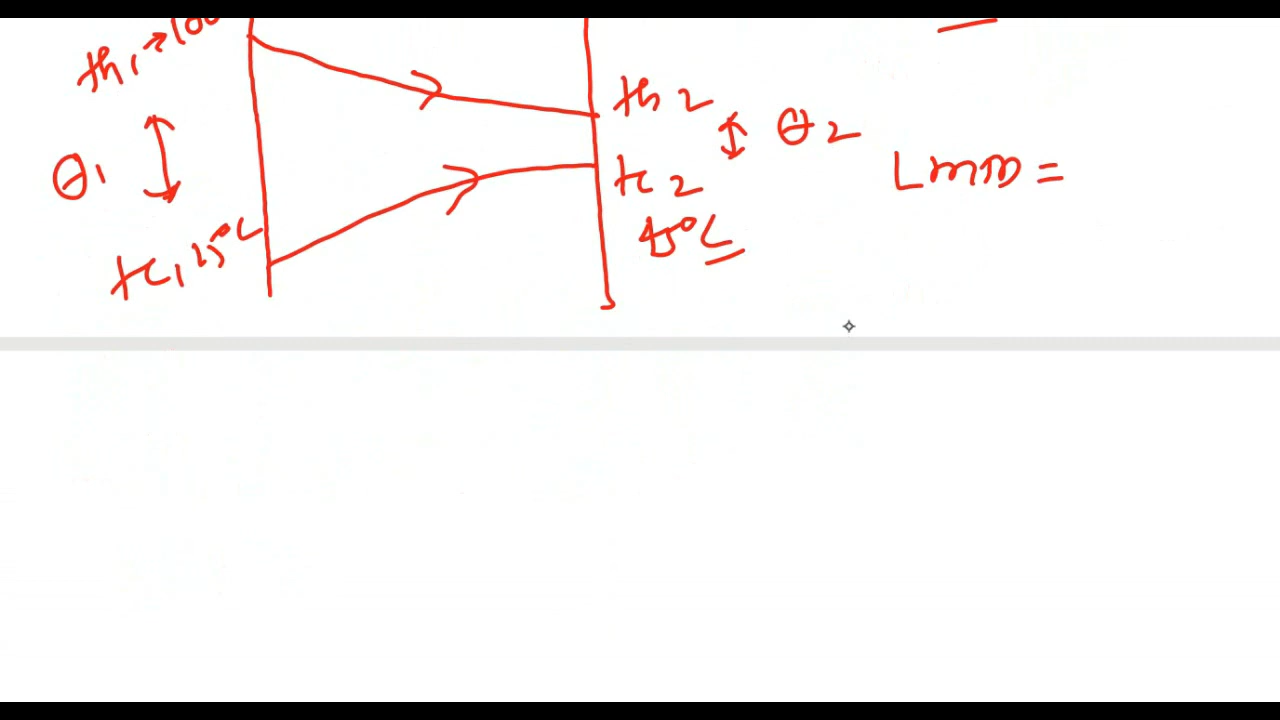 th1 → 100
th2
θ1
θ2
LMTD =
tc2
tc1 25°C
45°C